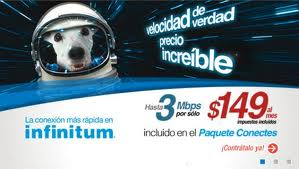 velocidad
de verdad
precio
increíble
La conexión más rápida en
infinitum
Hasta 3 Mbps por sólo $149 al mes
impuestos incluidos
incluido en el Paquete Conectes
¡Contrátalo ya!